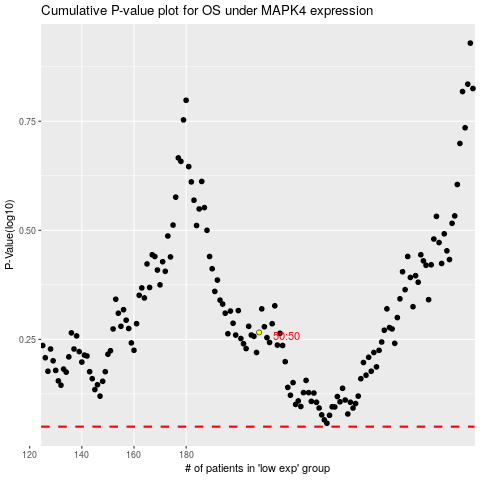 Cumulative P-value plot for OS under MAPK4 expression
P-Value(log10)
0.75
0.50
0.25
50:50
120 140 160 180
# of patients in 'low exp' group